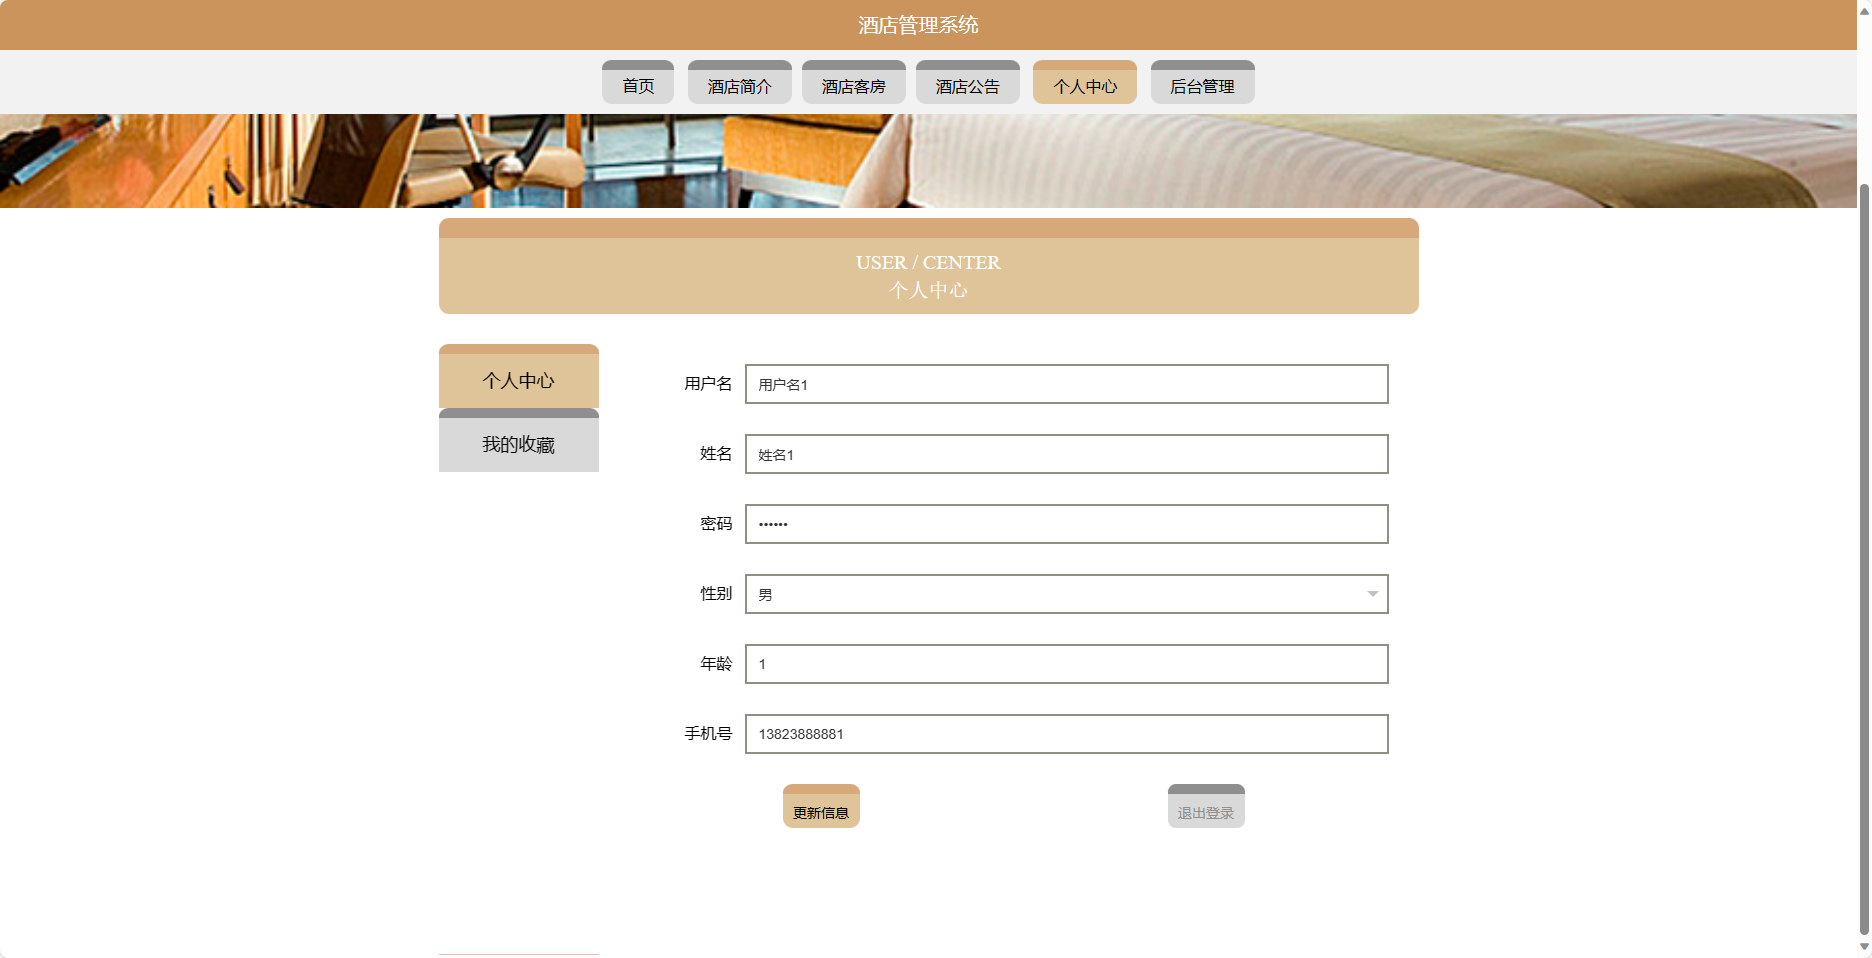 酒店管理系统
首页 酒店简介 酒店客房 酒店公告 个人中心 后台管理
USER / CENTER
个人中心
个人中心
我的收藏
用户名 用户名1
姓名 姓名1
密码 ••••••
性别 男
年龄 1
手机号 13823888881
更新信息 退出登录